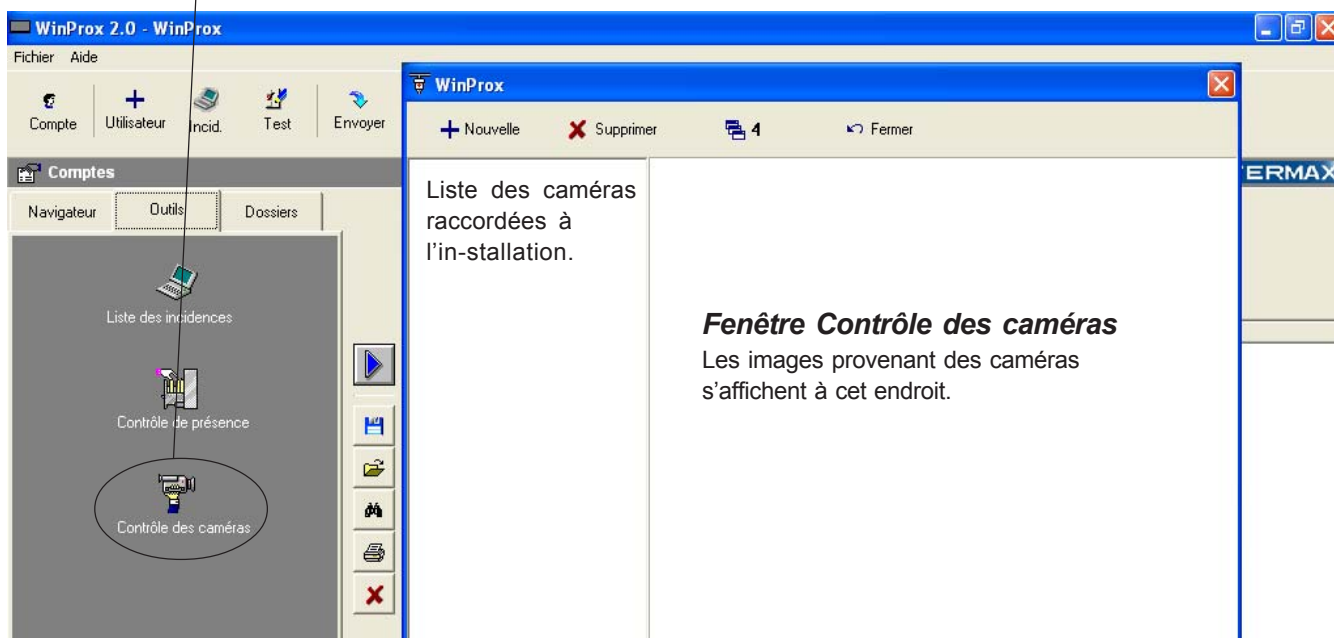 WinProx 2.0 - WinProx
Fichier Aide
Compte Utilisateur Incid. Test Envoyer
Comptes
Navigateur Outils Dossiers
Liste des incidences
Contrôle de présence
Contrôle des caméras
WinProx
Nouvelle Supprimer 4 Fermer
Liste des caméras
raccordées à
l’in-stallation.
Fenêtre Contrôle des caméras
Les images provenant des caméras
s’affichent à cet endroit.
ERMAX